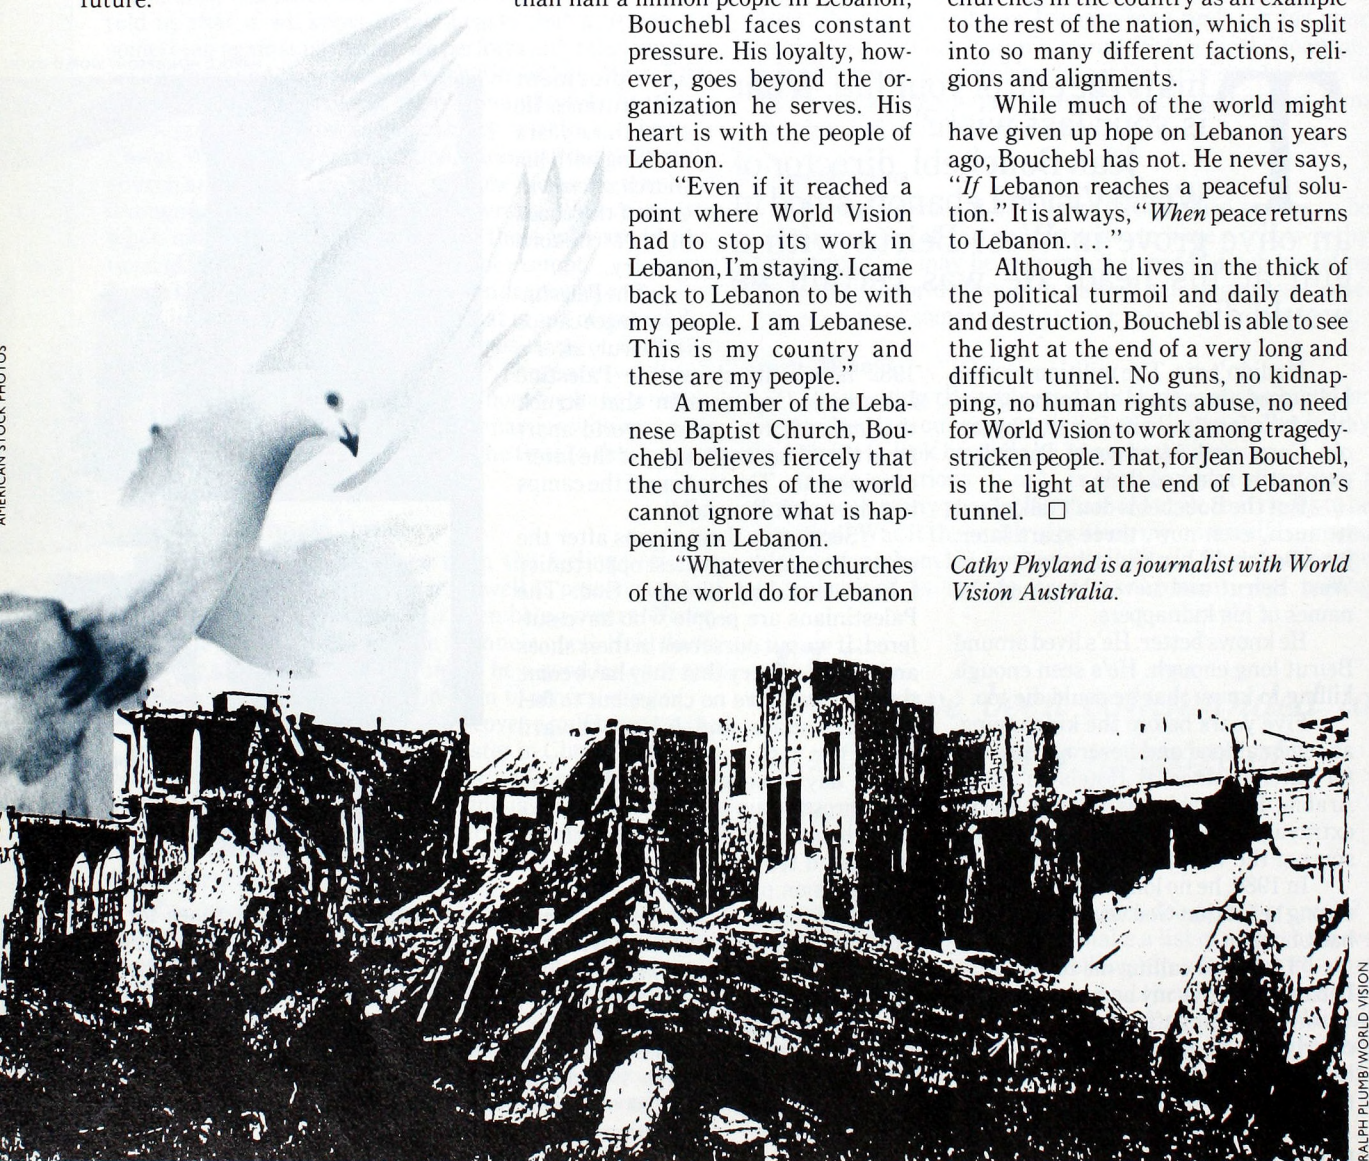 future.
than half a million people in Lebanon,
Bouchebl faces constant
pressure. His loyalty, how-
ever, goes beyond the or-
ganization he serves. His
heart is with the people of
Lebanon.
“Even if it reached a
point where World Vision
had to stop its work in
Lebanon, I’m staying. I came
back to Lebanon to be with
my people. I am Lebanese.
This is my country and
these are my people.”
A member of the Leba-
nese Baptist Church, Bou-
chebl believes fiercely that
the churches of the world
cannot ignore what is hap-
pening in Lebanon.
“Whatever the churches
of the world do for Lebanon
churches in the country as an example
to the rest of the nation, which is split
into so many different factions, reli-
gions and alignments.
While much of the world might
have given up hope on Lebanon years
ago, Bouchebl has not. He never says,
“If Lebanon reaches a peaceful solu-
tion.” It is always, “When peace returns
to Lebanon. . . .”
Although he lives in the thick of
the political turmoil and daily death
and destruction, Bouchebl is able to see
the light at the end of a very long and
difficult tunnel. No guns, no kidnap-
ping, no human rights abuse, no need
for World Vision to work among tragedy-
stricken people. That, for Jean Bouchebl,
is the light at the end of Lebanon’s
tunnel. □
Cathy Phyland is a journalist with World
Vision Australia.
AMERICAN STOCK PHOTOS
RALPH PLUMB/WORLD VISION